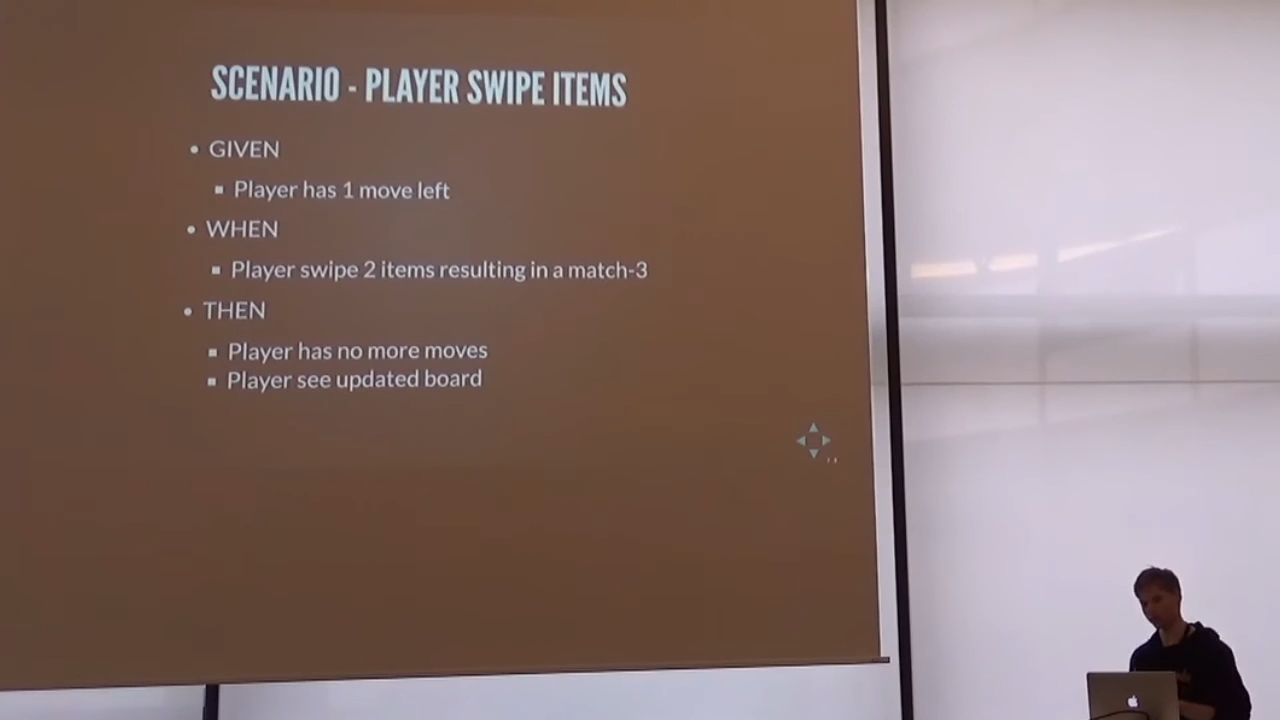 SCENARIO - PLAYER SWIPE ITEMS
• GIVEN
▪ Player has 1 move left
• WHEN
▪ Player swipe 2 items resulting in a match-3
• THEN
▪ Player has no more moves
▪ Player see updated board